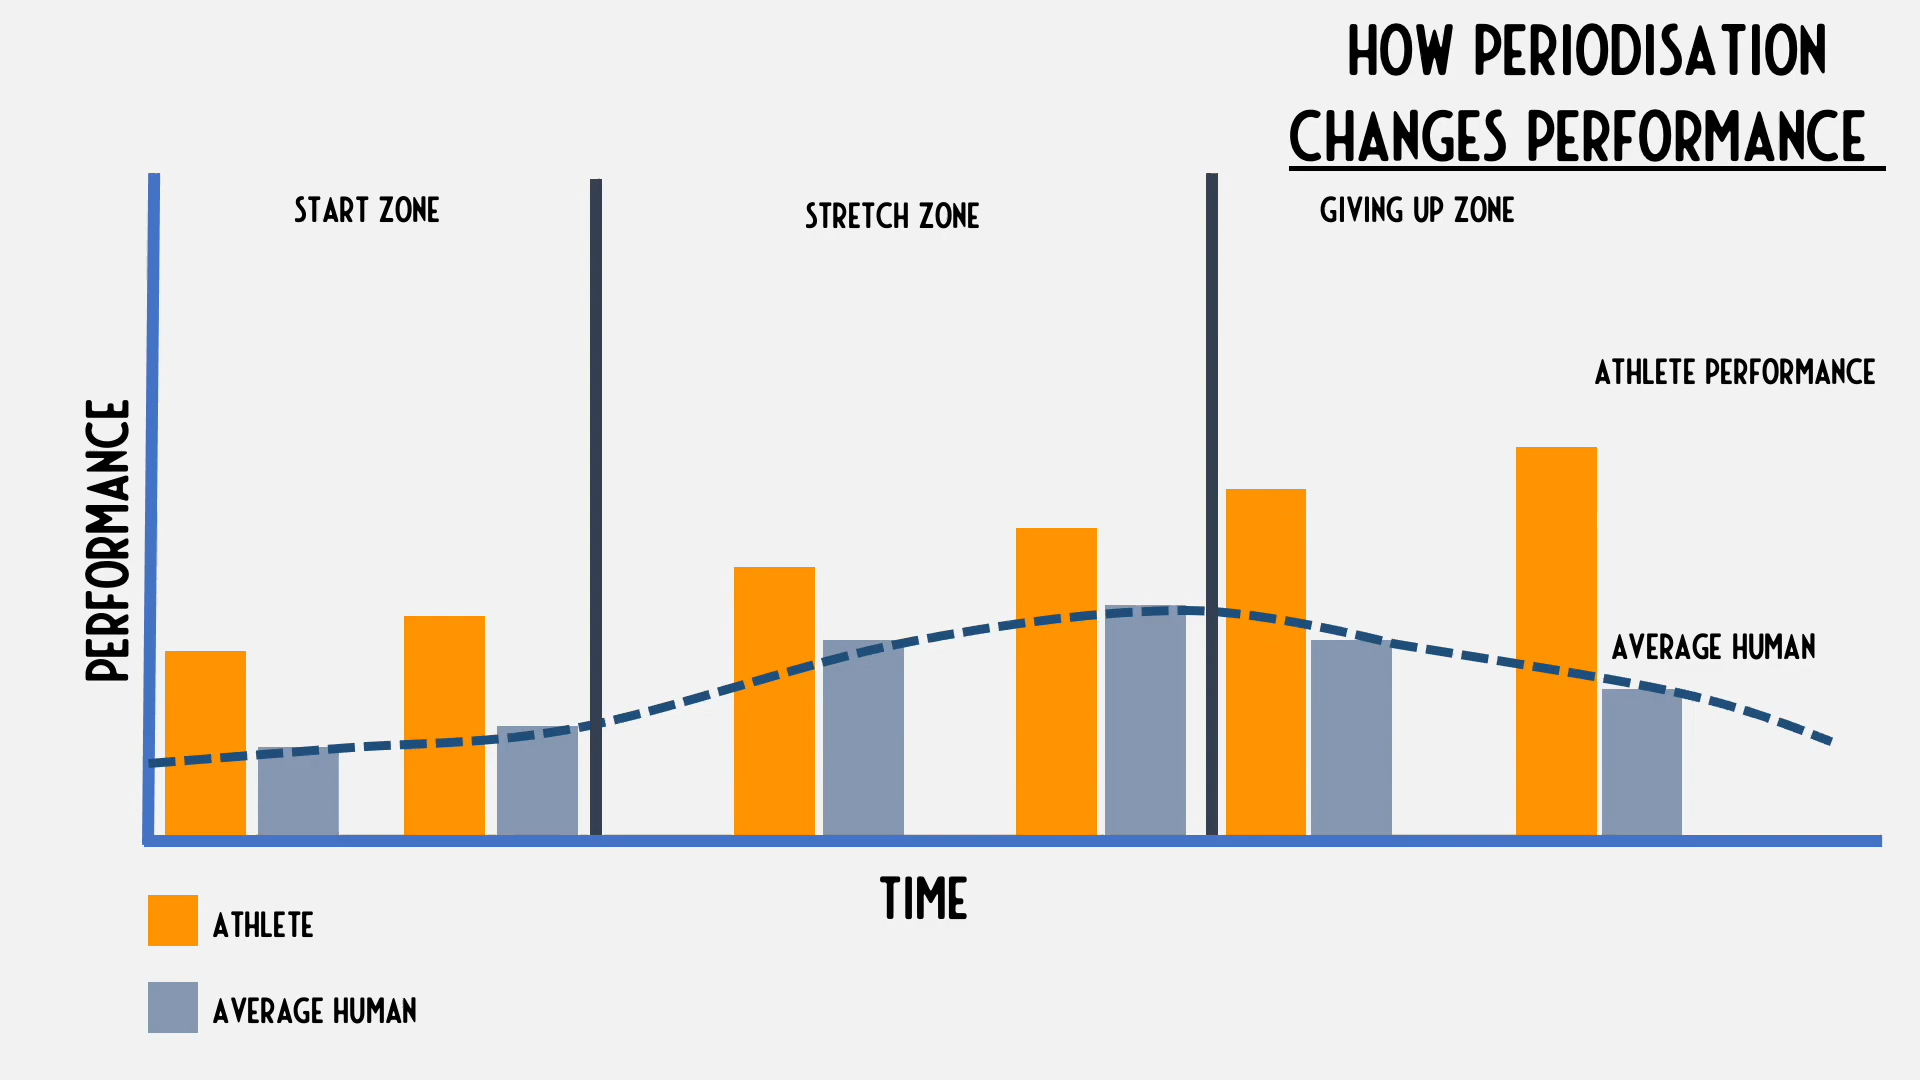 HOW PERIODISATION
CHANGES PERFORMANCE
START ZONE
STRETCH ZONE
GIVING UP ZONE
ATHLETE PERFORMANCE
PERFORMANCE
AVERAGE HUMAN
TIME
ATHLETE
AVERAGE HUMAN